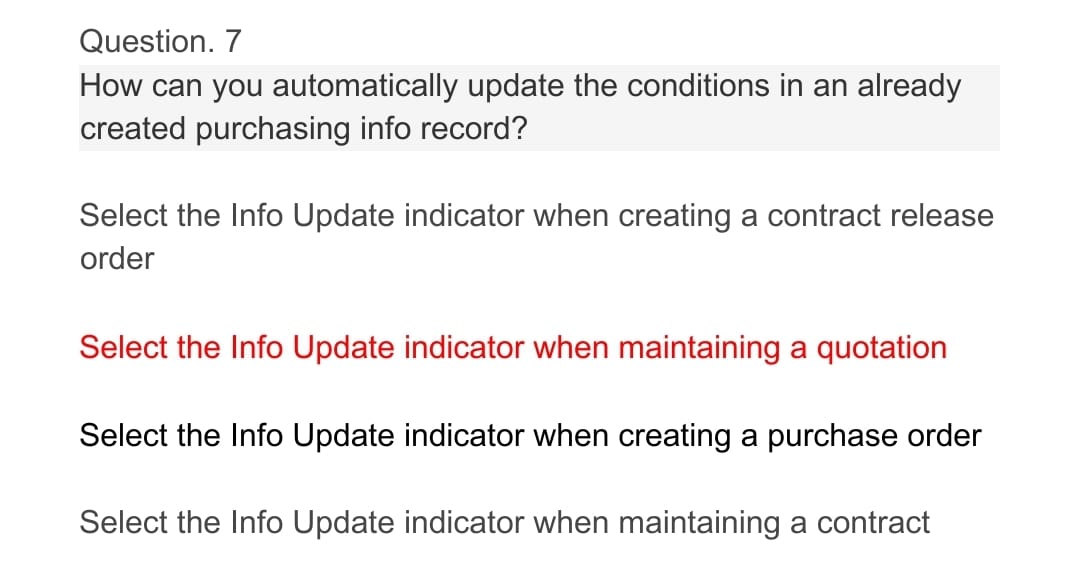 Question. 7
How can you automatically update the conditions in an already
created purchasing info record?
Select the Info Update indicator when creating a contract release
order
Select the Info Update indicator when maintaining a quotation
Select the Info Update indicator when creating a purchase order
Select the Info Update indicator when maintaining a contract